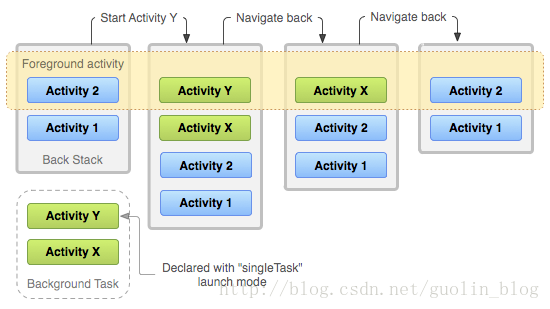 Start Activity Y
Navigate back
Navigate back
Foreground activity
Activity 2
Activity Y
Activity X
Activity 2
Activity 1
Activity X
Activity 2
Activity 1
Back Stack
Activity 2
Activity 1
Activity 1
Activity Y
Activity X
Background Task
Declared with "singleTask"
launch mode
http://blog.csdn.net/guolin_blog